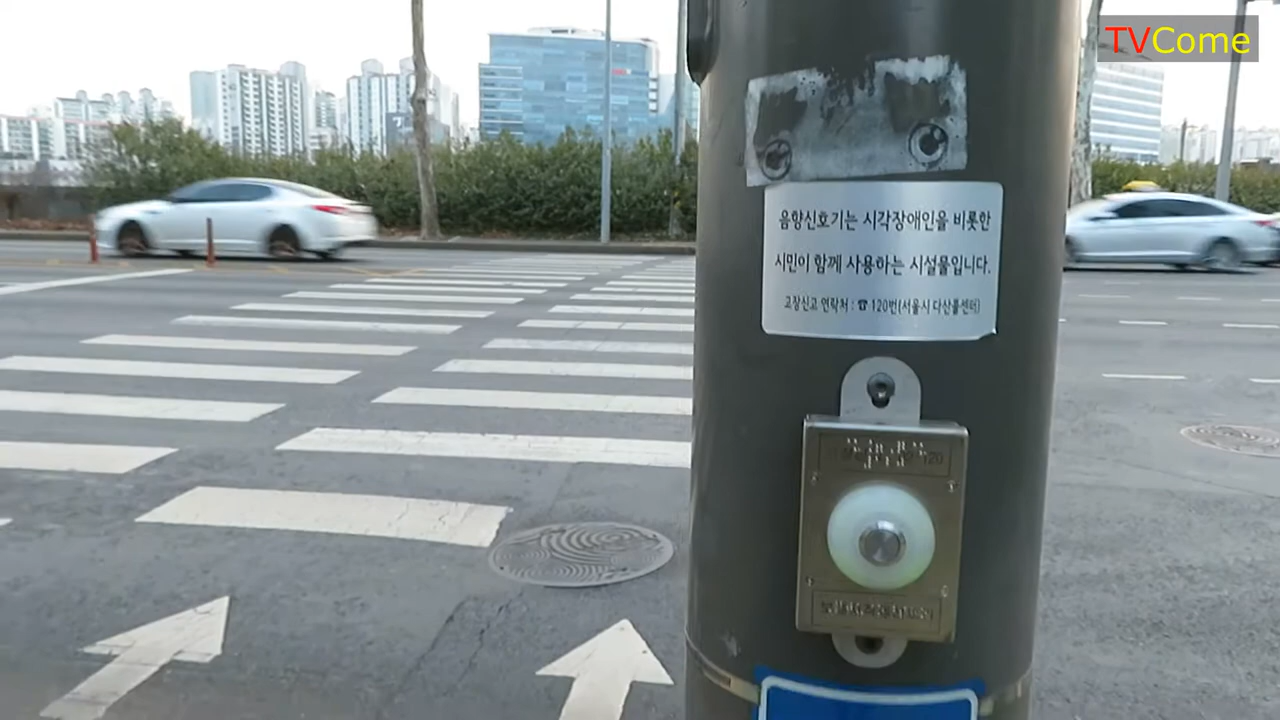 TVCome
음향신호기는 시각장애인을 비롯한
시민이 함께 사용하는 시설물입니다.
고장신고 연락처 : ☎ 120번(서울시 다산콜센터)
120